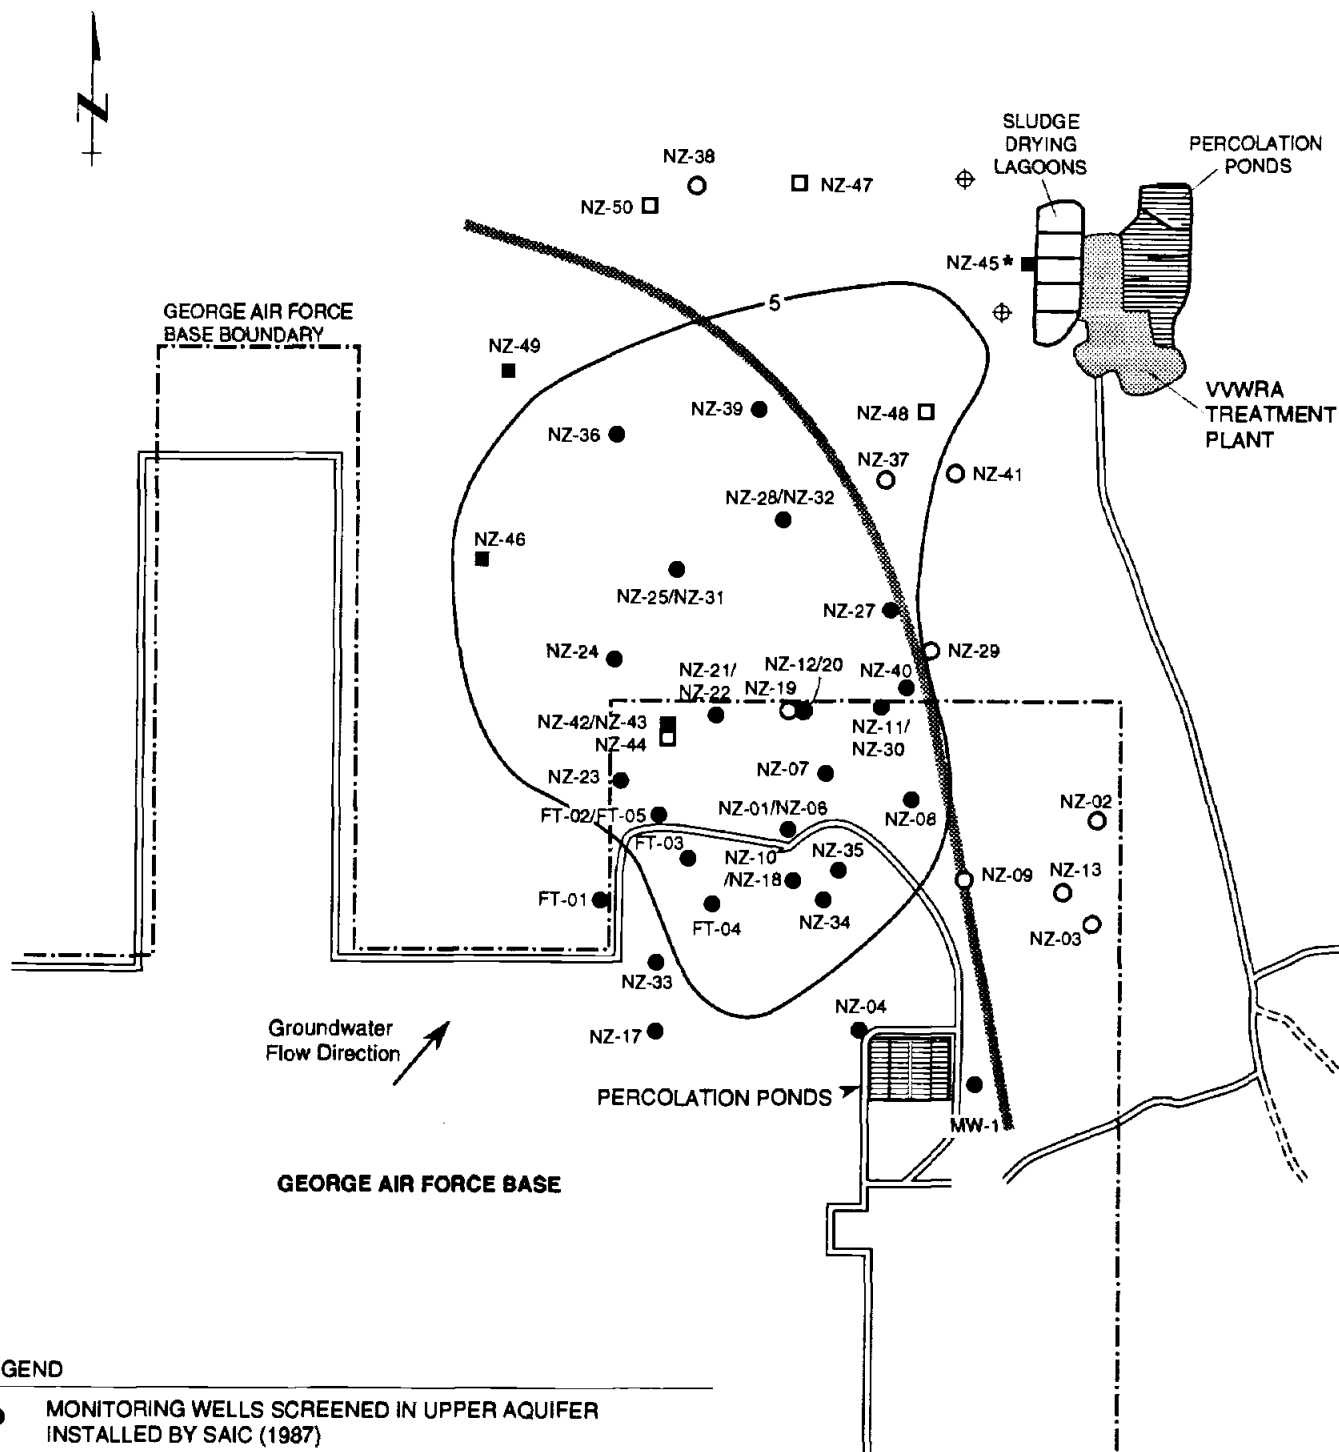 N
SLUDGE
DRYING
LAGOONS
PERCOLATION
PONDS
NZ-38
NZ-47
NZ-50
NZ-45*
5
GEORGE AIR FORCE
BASE BOUNDARY
NZ-49
NZ-39
NZ-48
VVWRA
TREATMENT
PLANT
NZ-36
NZ-37
NZ-41
NZ-28/NZ-32
NZ-46
NZ-25/NZ-31
NZ-27
NZ-24
NZ-29
NZ-21/
NZ-22
NZ-12/20
NZ-19
NZ-40
NZ-42/NZ-43
NZ-44
NZ-11/
NZ-30
NZ-23
NZ-07
FT-02/FT-05
NZ-01/NZ-06
NZ-08
NZ-02
FT-03
NZ-10
/NZ-18
NZ-35
NZ-09
NZ-13
FT-01
FT-04
NZ-34
NZ-03
NZ-33
NZ-17
NZ-04
Groundwater
Flow Direction
PERCOLATION PONDS
MW-1
GEORGE AIR FORCE BASE
GEND
MONITORING WELLS SCREENED IN UPPER AQUIFER
INSTALLED BY SAIC (1987)